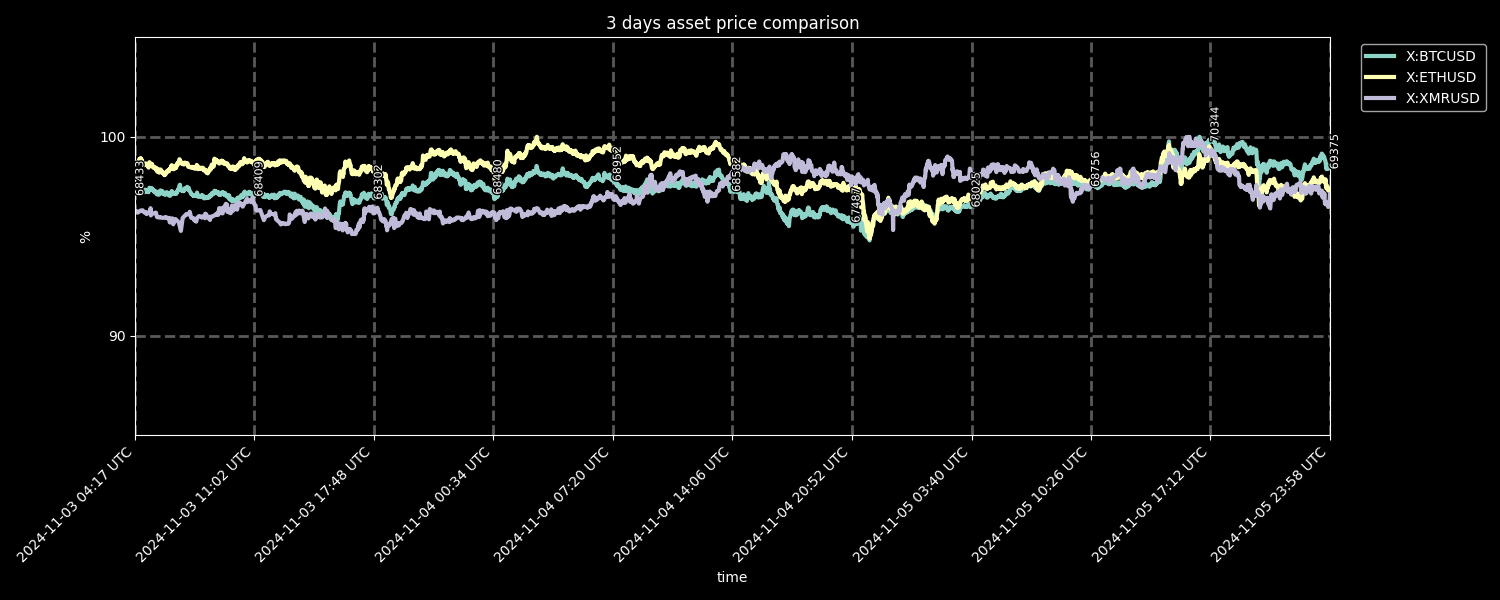 3 days asset price comparison
X:BTCUSD
X:ETHUSD
X:XMRUSD
100
90
%
68433
68409
68302
68480
68952
68582
67487
68025
68756
70344
69375
2024-11-03 04:17 UTC
2024-11-03 11:02 UTC
2024-11-03 17:48 UTC
2024-11-04 00:34 UTC
2024-11-04 07:20 UTC
2024-11-04 14:06 UTC
2024-11-04 20:52 UTC
2024-11-05 03:40 UTC
2024-11-05 10:26 UTC
2024-11-05 17:12 UTC
2024-11-05 23:58 UTC
time